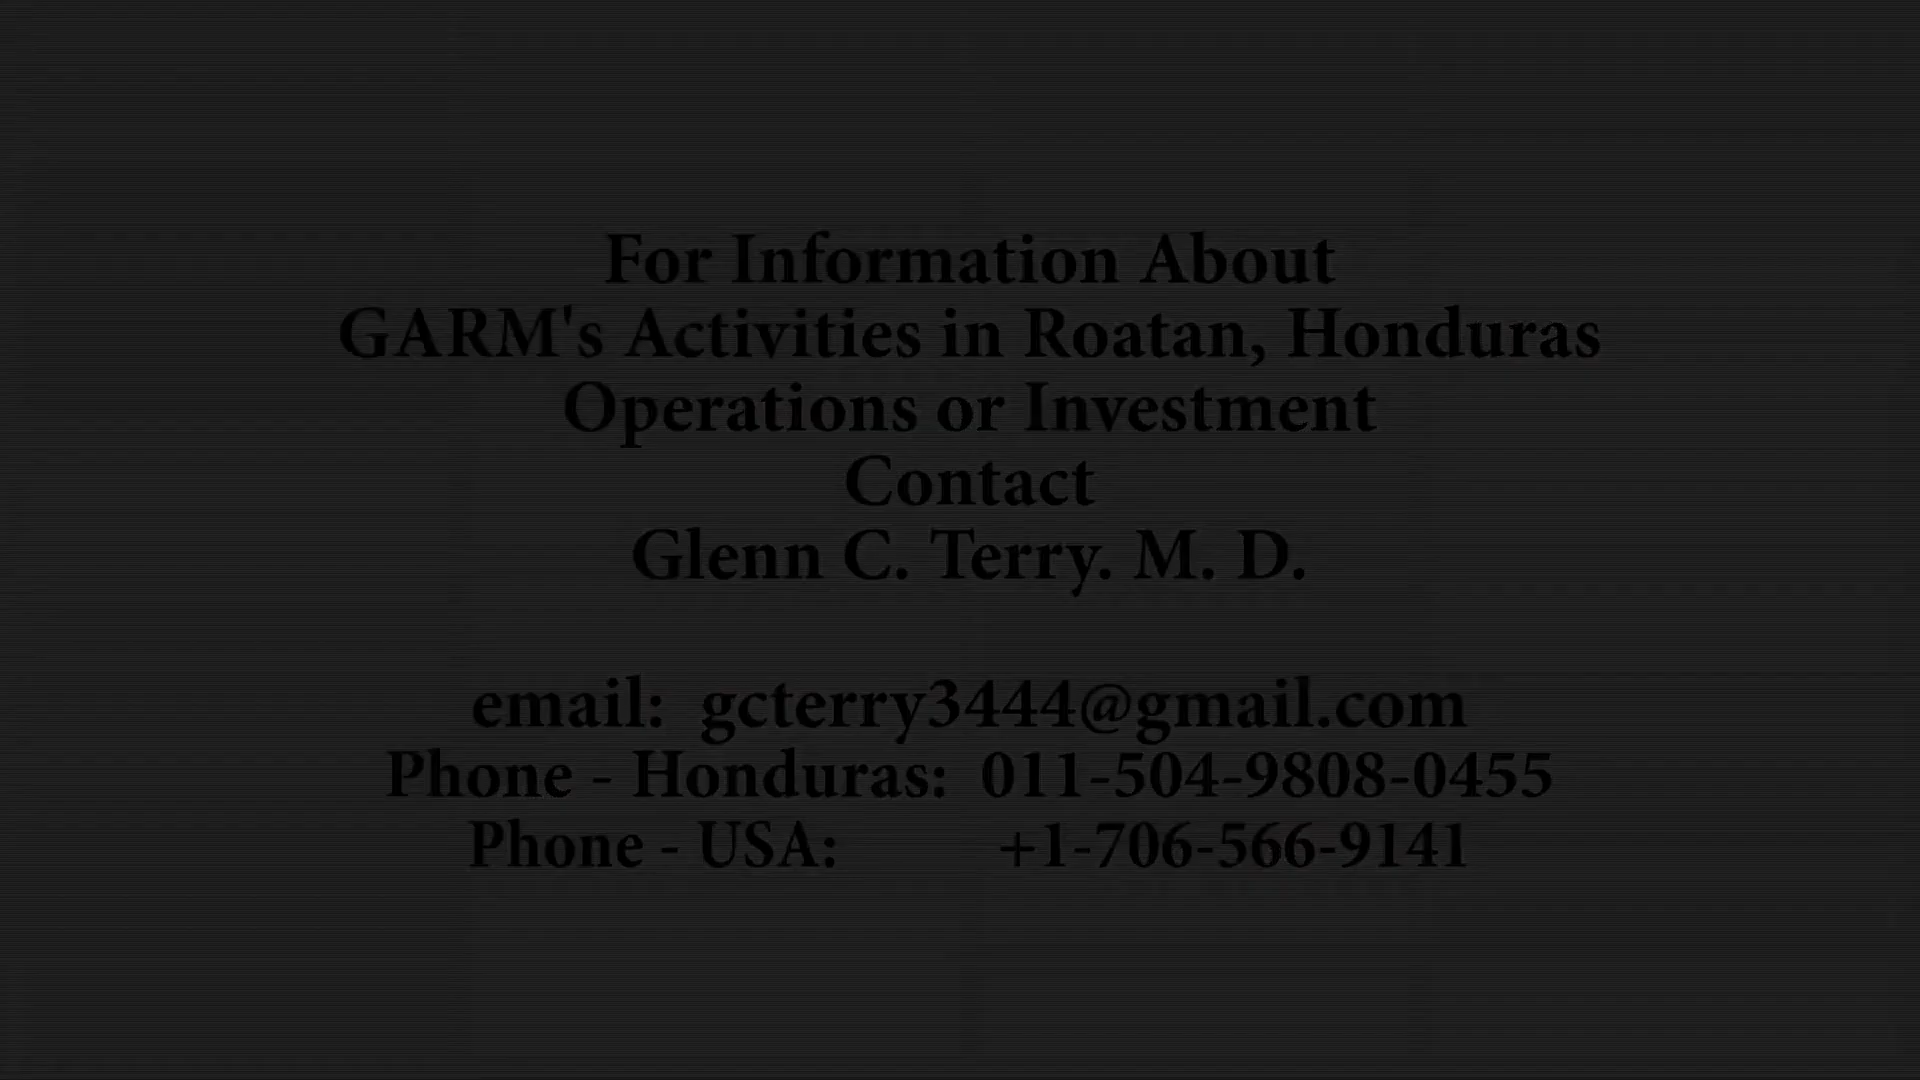 For Information About
GARM's Activities in Roatan, Honduras
Operations or Investment
Contact
Glenn C. Terry. M. D.
email: gcterry3444@gmail.com
Phone - Honduras: 011-504-9808-0455
Phone - USA: +1-706-566-9141